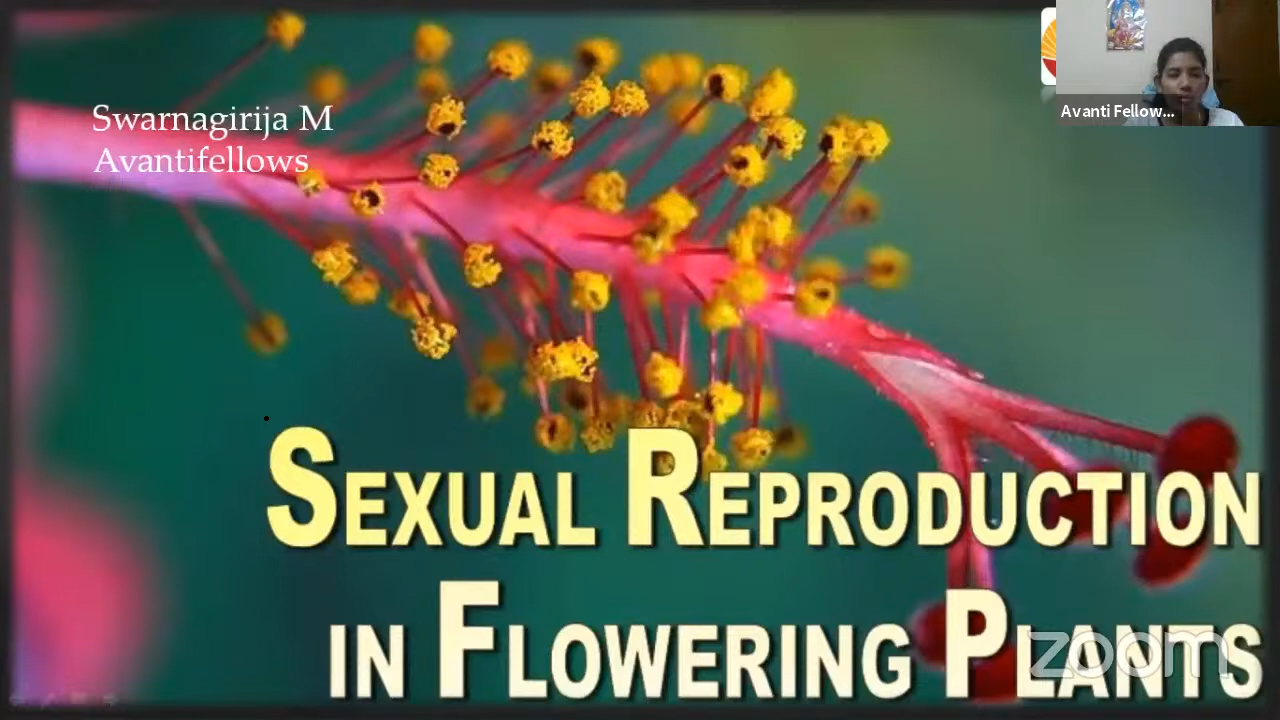 Swarnagirija M
Avantifellows
Avanti Fellow...
SEXUAL REPRODUCTION
IN FLOWERING PLANTS
zoom